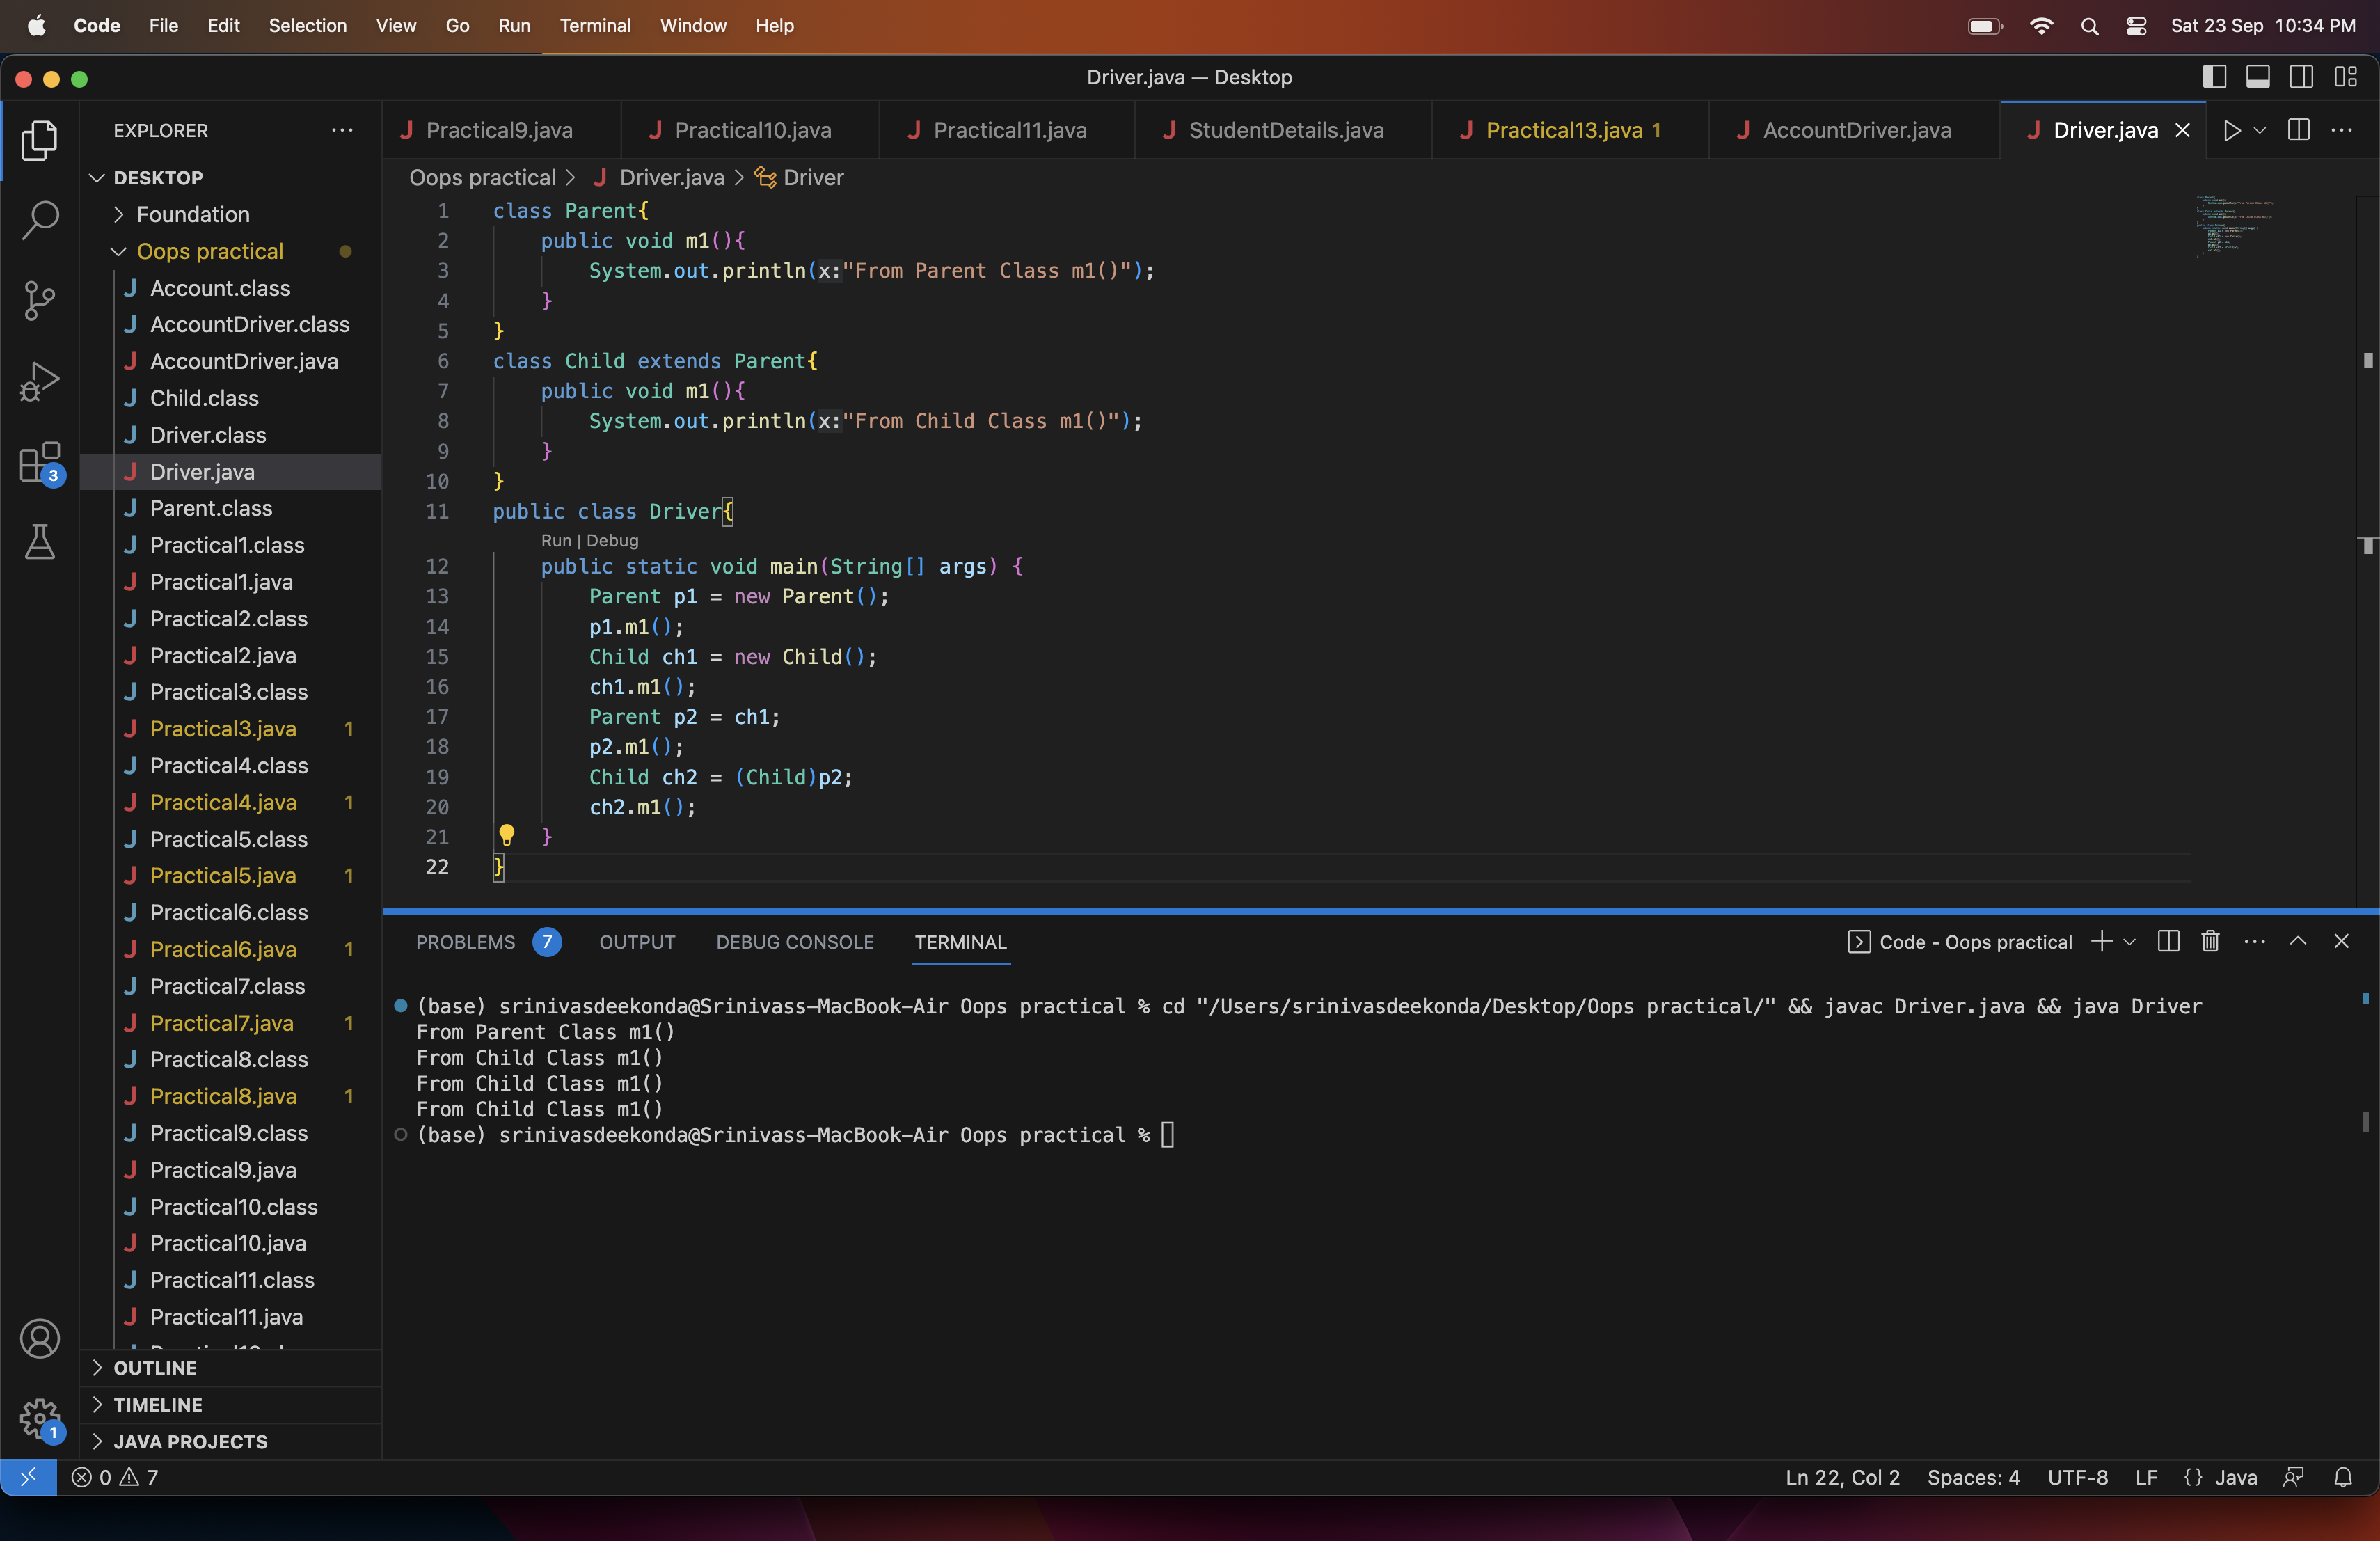 Code File Edit Selection View Go Run Terminal Window Help Sat 23 Sep 10:34 PM
Driver.java — Desktop
EXPLORER
DESKTOP
Foundation
Oops practical
Account.class
AccountDriver.class
AccountDriver.java
Child.class
Driver.class
Driver.java
Parent.class
Practical1.class
Practical1.java
Practical2.class
Practical2.java
Practical3.class
Practical3.java 1
Practical4.class
Practical4.java 1
Practical5.class
Practical5.java 1
Practical6.class
Practical6.java 1
Practical7.class
Practical7.java 1
Practical8.class
Practical8.java 1
Practical9.class
Practical9.java
Practical10.class
Practical10.java
Practical11.class
Practical11.java
OUTLINE
TIMELINE
JAVA PROJECTS
3
1
Practical9.java Practical10.java Practical11.java StudentDetails.java Practical13.java 1 AccountDriver.java Driver.java
Oops practical > Driver.java > Driver
1 class Parent{
2 public void m1(){
3 System.out.println(x:"From Parent Class m1()");
4 }
5 }
6 class Child extends Parent{
7 public void m1(){
8 System.out.println(x:"From Child Class m1()");
9 }
10 }
11 public class Driver{
Run | Debug
12 public static void main(String[] args) {
13 Parent p1 = new Parent();
14 p1.m1();
15 Child ch1 = new Child();
16 ch1.m1();
17 Parent p2 = ch1;
18 p2.m1();
19 Child ch2 = (Child)p2;
20 ch2.m1();
21 }
22 }
PROBLEMS 7 OUTPUT DEBUG CONSOLE TERMINAL Code - Oops practical
(base) srinivasdeekonda@Srinivass-MacBook-Air Oops practical % cd "/Users/srinivasdeekonda/Desktop/Oops practical/" && javac Driver.java && java Driver
From Parent Class m1()
From Child Class m1()
From Child Class m1()
From Child Class m1()
(base) srinivasdeekonda@Srinivass-MacBook-Air Oops practical %
0 7 Ln 22, Col 2 Spaces: 4 UTF-8 LF {} Java